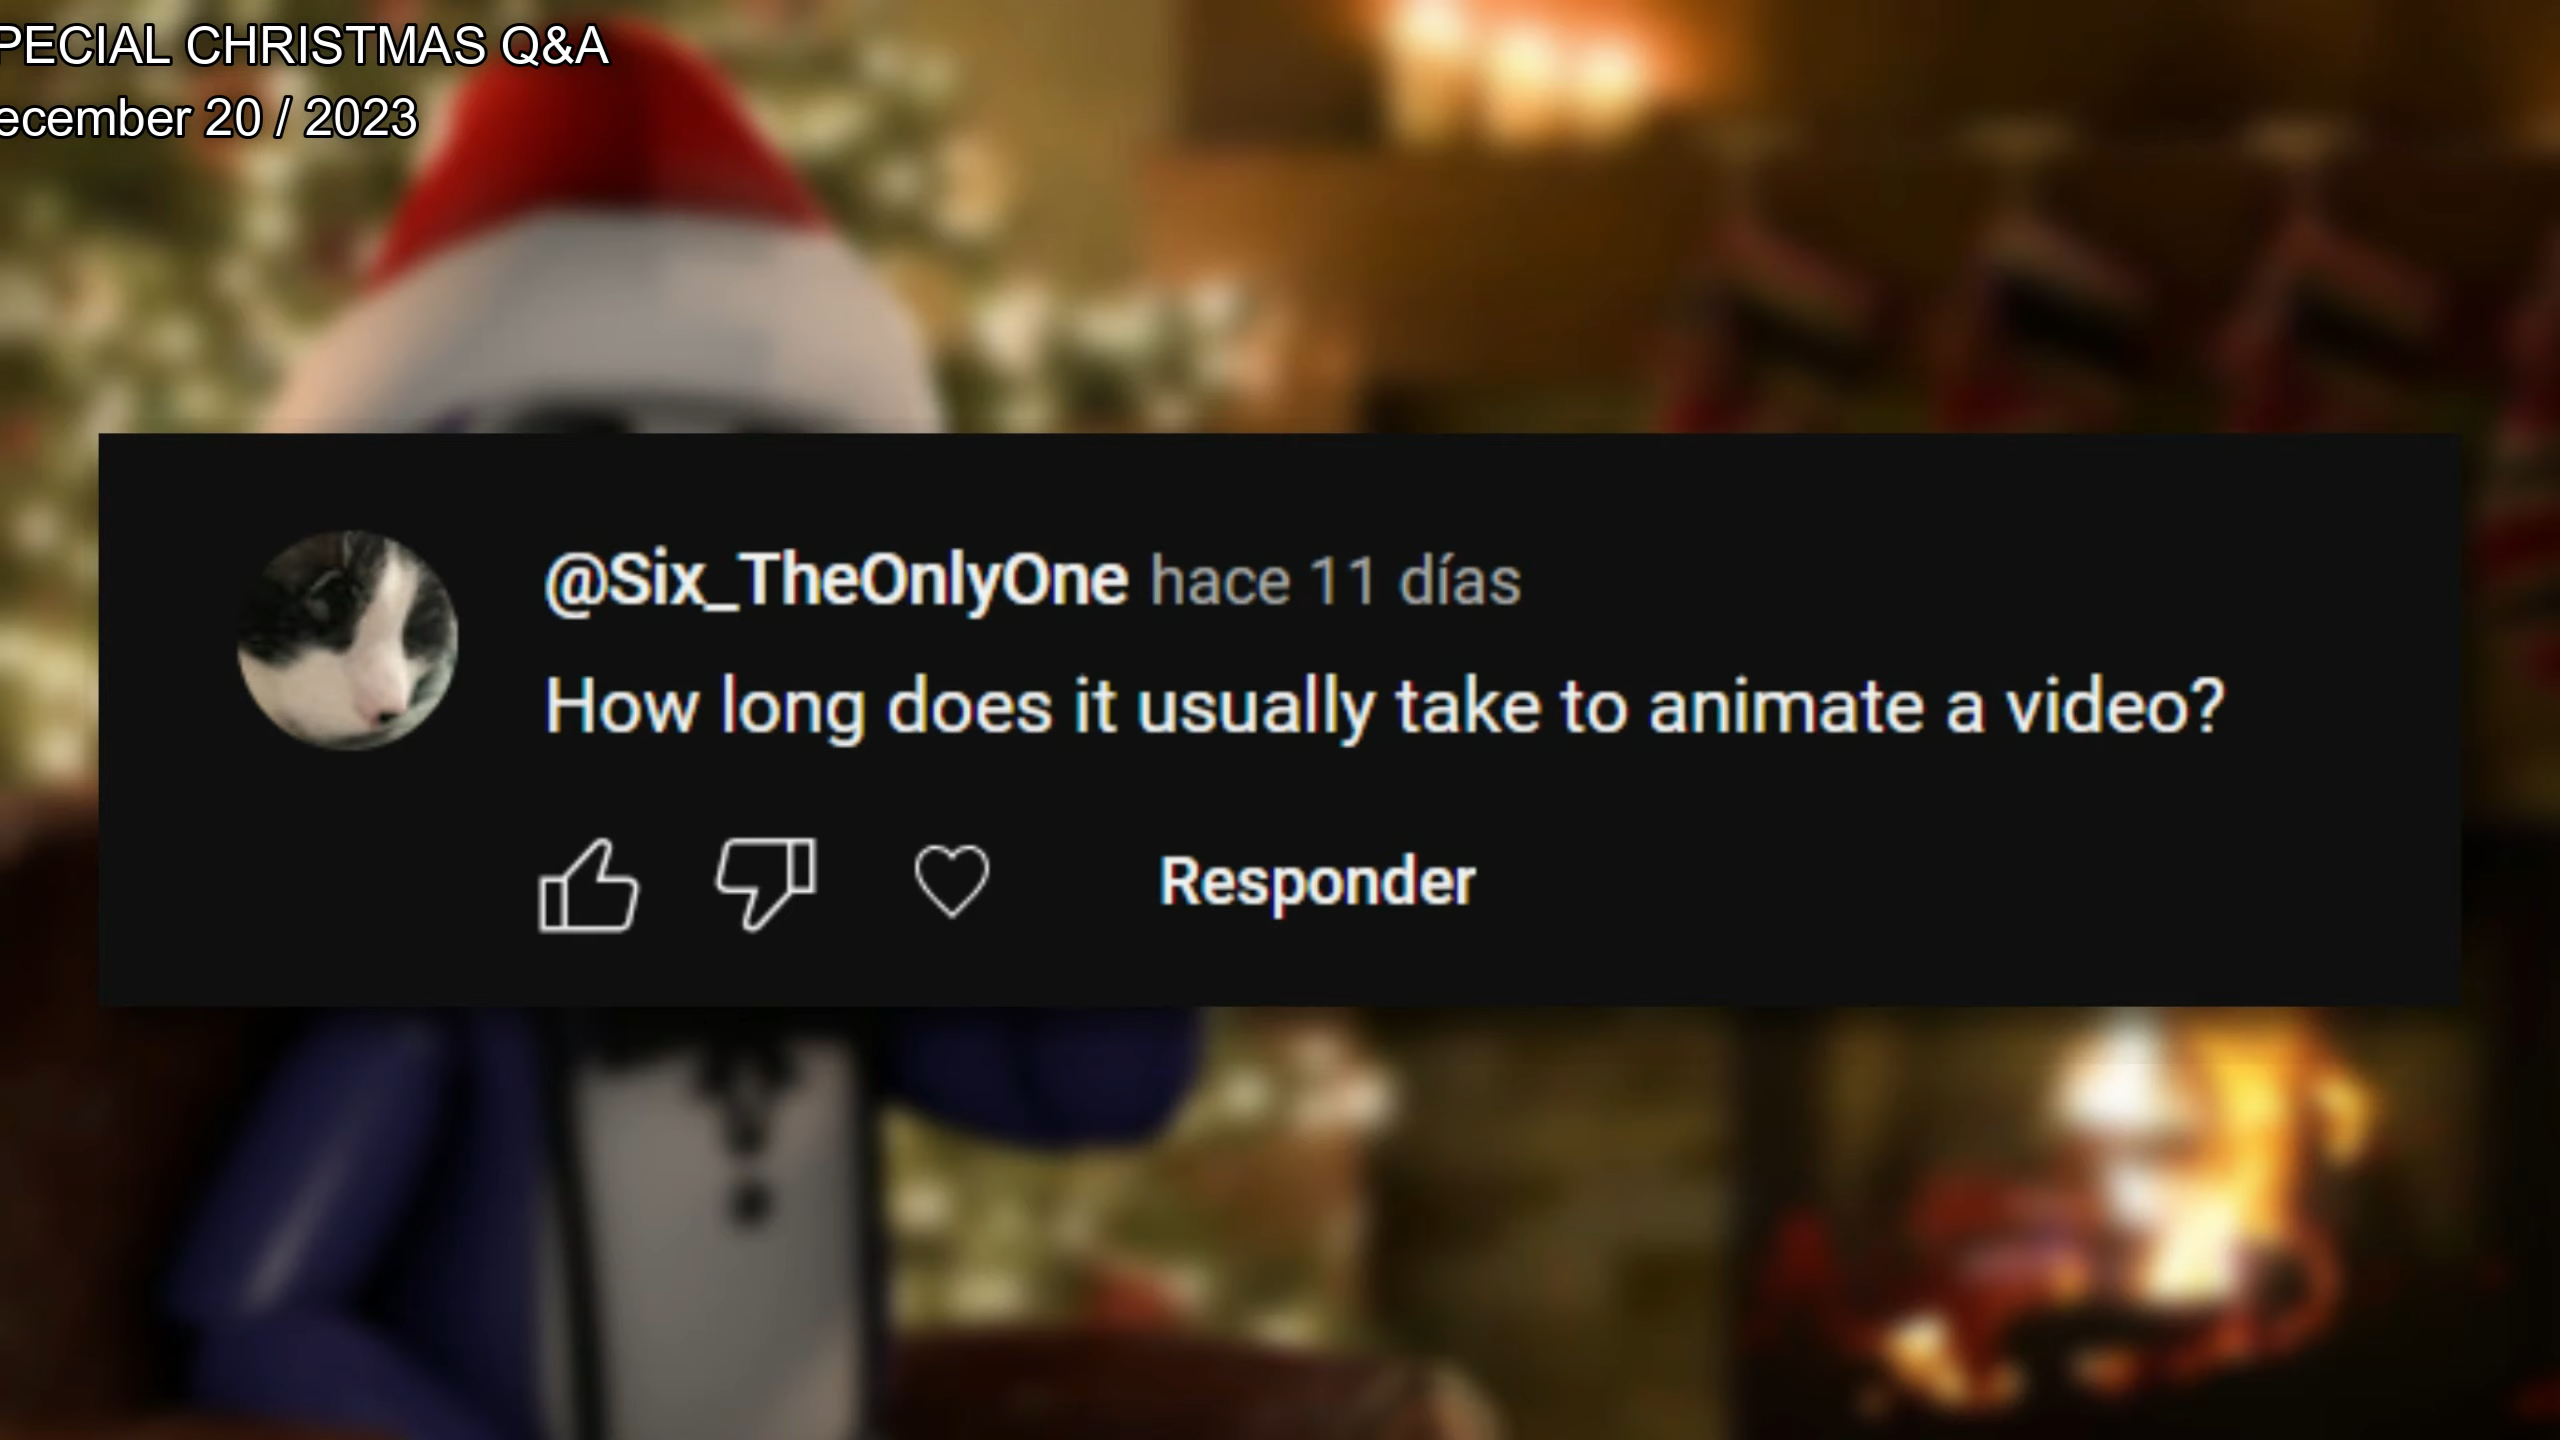 PECIAL CHRISTMAS Q&A
ecember 20 / 2023
@Six_TheOnlyOne hace 11 días
How long does it usually take to animate a video?
Responder